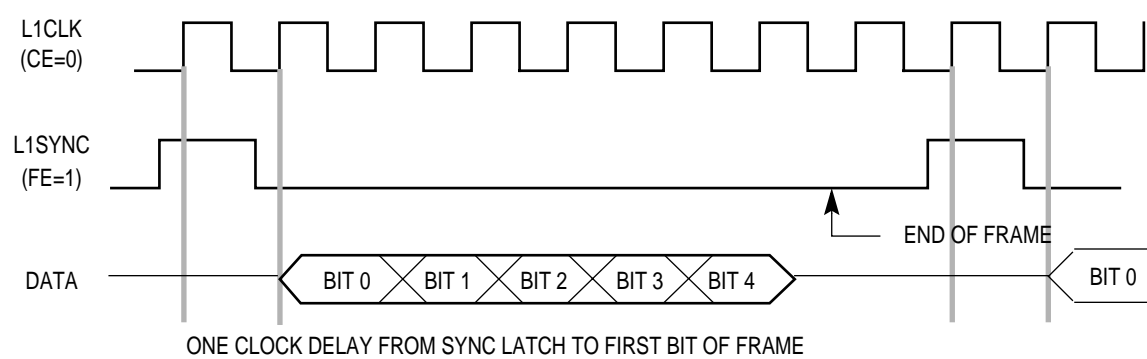 L1CLK
(CE=0)
L1SYNC
(FE=1)
END OF FRAME
DATA
BIT 0
BIT 1
BIT 2
BIT 3
BIT 4
BIT 0
ONE CLOCK DELAY FROM SYNC LATCH TO FIRST BIT OF FRAME